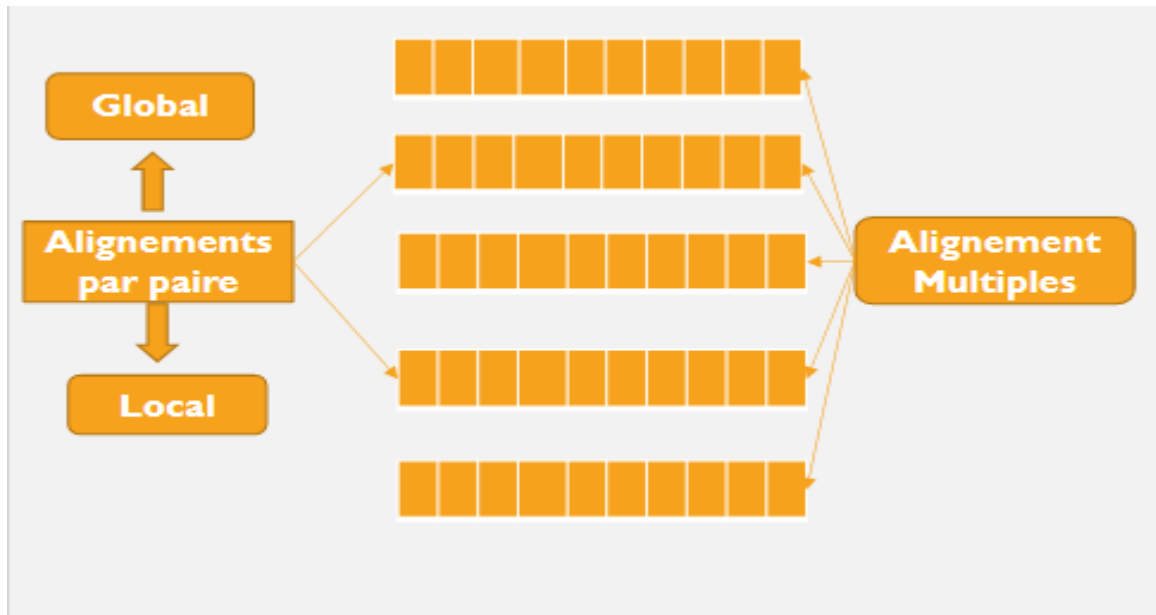 Global
Alignements
par paire
Local
Alignement
Multiples